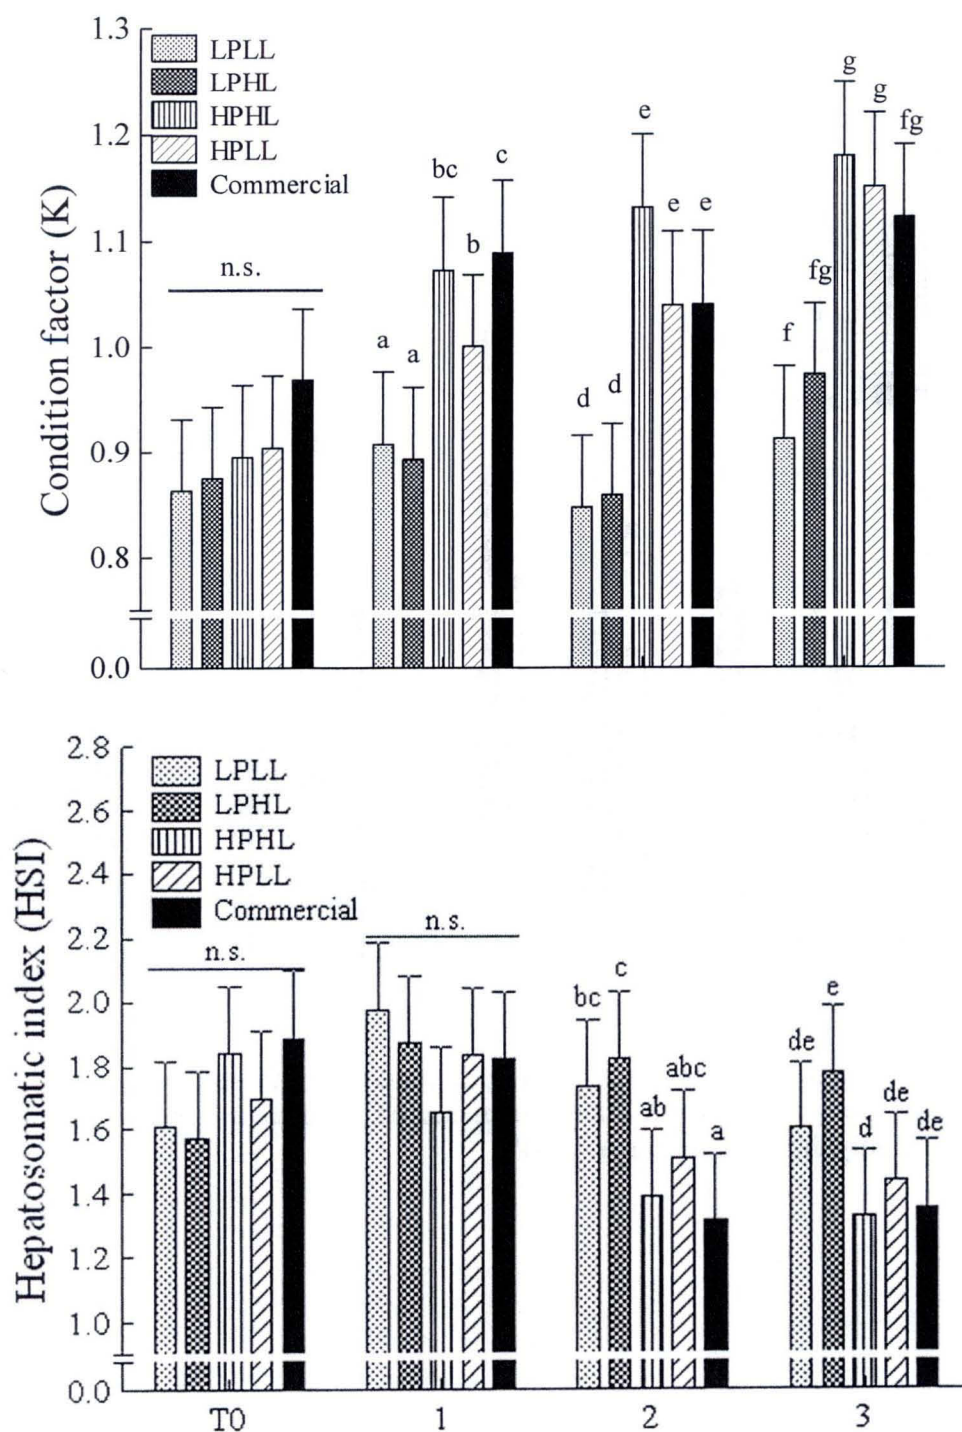 1.3
LPLL
LPHL
HPHL
HPLL
Commercial
1.2
1.1
1.0
0.9
0.8
0.0
Condition factor (K)
n.s.
a a bc b c
d d e e e
f fg g g fg
2.8
LPLL
LPHL
HPHL
HPLL
Commercial
2.6
2.4
2.2
2.0
1.8
1.6
1.4
1.2
1.0
0.0
Hepatosomatic index (HSI)
n.s.
n.s.
bc c ab abc a
de e d de de
T0 1 2 3